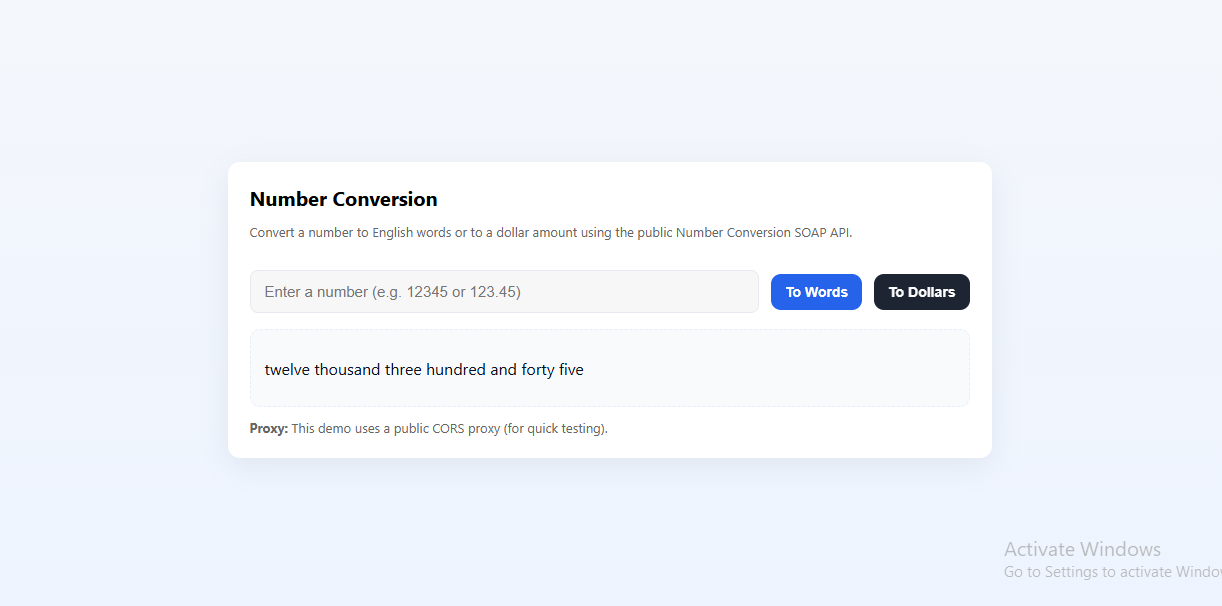 Number Conversion
Convert a number to English words or to a dollar amount using the public Number Conversion SOAP API.
Enter a number (e.g. 12345 or 123.45)
To Words
To Dollars
twelve thousand three hundred and forty five
Proxy: This demo uses a public CORS proxy (for quick testing).
Activate Windows
Go to Settings to activate Windo